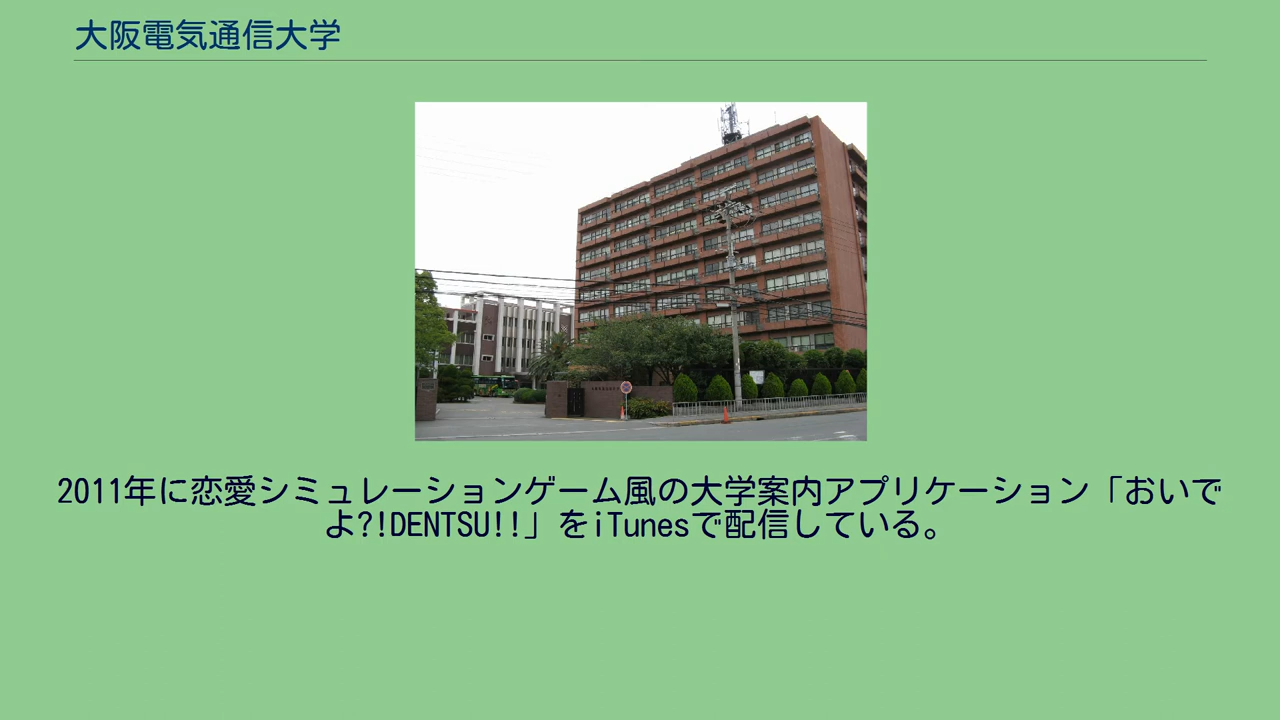 大阪電気通信大学
2011年に恋愛シミュレーションゲーム風の大学案内アプリケーション「おいで
よ?!DENTSU!!」をiTunesで配信している。